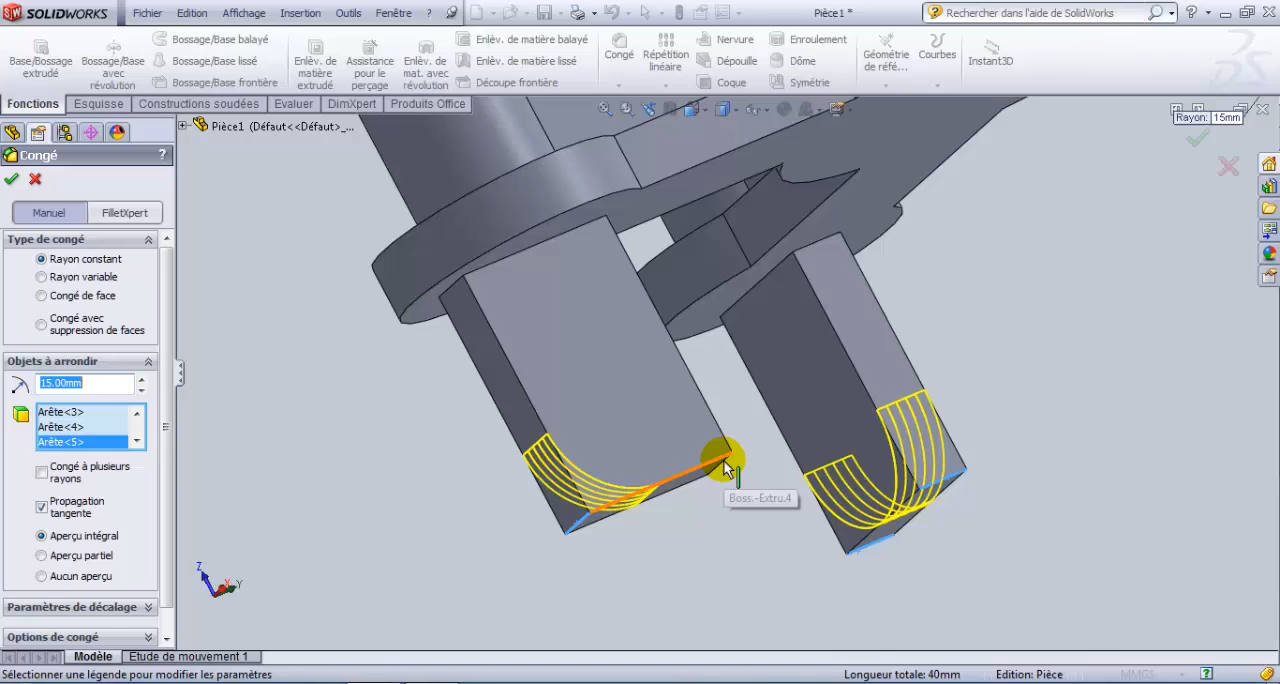 SOLIDWORKS Fichier Edition Affichage Insertion Outils Fenêtre ? Pièce1 * Rechercher dans l'aide de SolidWorks
Base/Bossage extrudé
Bossage/Base avec révolution
Bossage/Base balayé
Bossage/Base lissé
Bossage/Base frontière
Enlèv. de matière extrudé
Assistance pour le perçage
Enlèv. de mat. avec révolution
Enlèv. de matière balayé
Enlèv. de matière lissé
Découpe frontière
Congé
Répétition linéaire
Nervure
Dépouille
Coque
Enroulement
Dôme
Symétrie
Géométrie de réfé...
Courbes
Instant3D
Fonctions Esquisse Constructions soudées Evaluer DimXpert Produits Office
Pièce1 (Défaut<<Défaut>_...
Rayon: 15mm
Congé ?
Manuel FilletXpert
Type de congé
Rayon constant
Rayon variable
Congé de face
Congé avec
suppression de faces
Objets à arrondir
15.00mm
Arête<3>
Arête<4>
Arête<5>
Congé à plusieurs
rayons
Propagation
tangente
Aperçu intégral
Aperçu partiel
Aucun aperçu
Paramètres de décalage
Options de congé
Boss.-Extru.4
Z
X
Y
Modèle Etude de mouvement 1
Sélectionner une légende pour modifier les paramètres Longueur totale: 40mm Edition: Pièce MMGS ?